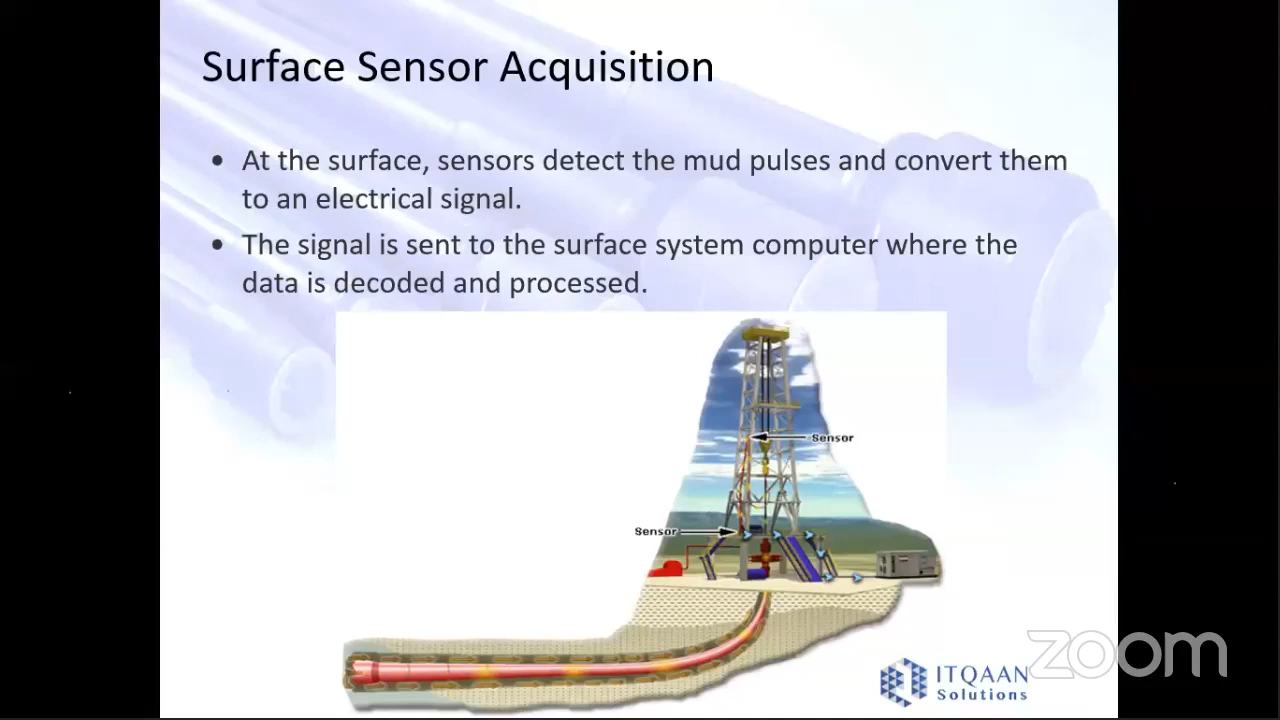 Surface Sensor Acquisition
• At the surface, sensors detect the mud pulses and convert them
to an electrical signal.
• The signal is sent to the surface system computer where the
data is decoded and processed.
Sensor
Sensor
ITQAAN
Solutions
zoom